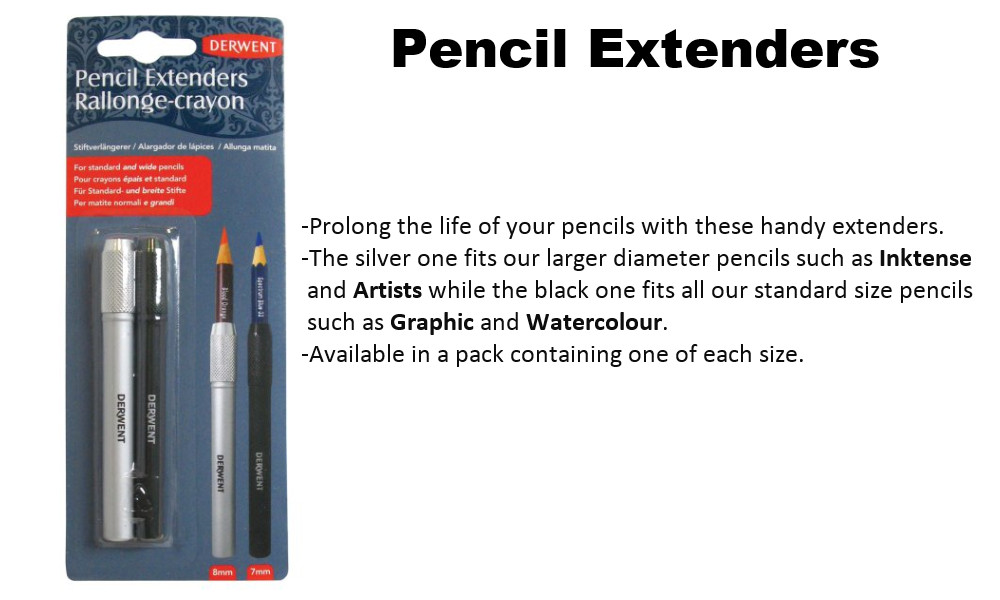 Pencil Extenders
DERWENT
Pencil Extenders
Rallonge-crayon
Stiftverlängerer / Alargador de lápices / Allunga matita
For standard and wide pencils
Pour crayons épais et standard
Für Standard- und breite Stifte
Per matite normali e grandi
-Prolong the life of your pencils with these handy extenders.
-The silver one fits our larger diameter pencils such as Inktense
and Artists while the black one fits all our standard size pencils
such as Graphic and Watercolour.
-Available in a pack containing one of each size.
DERWENT
DERWENT
DERWENT
DERWENT
8mm
7mm